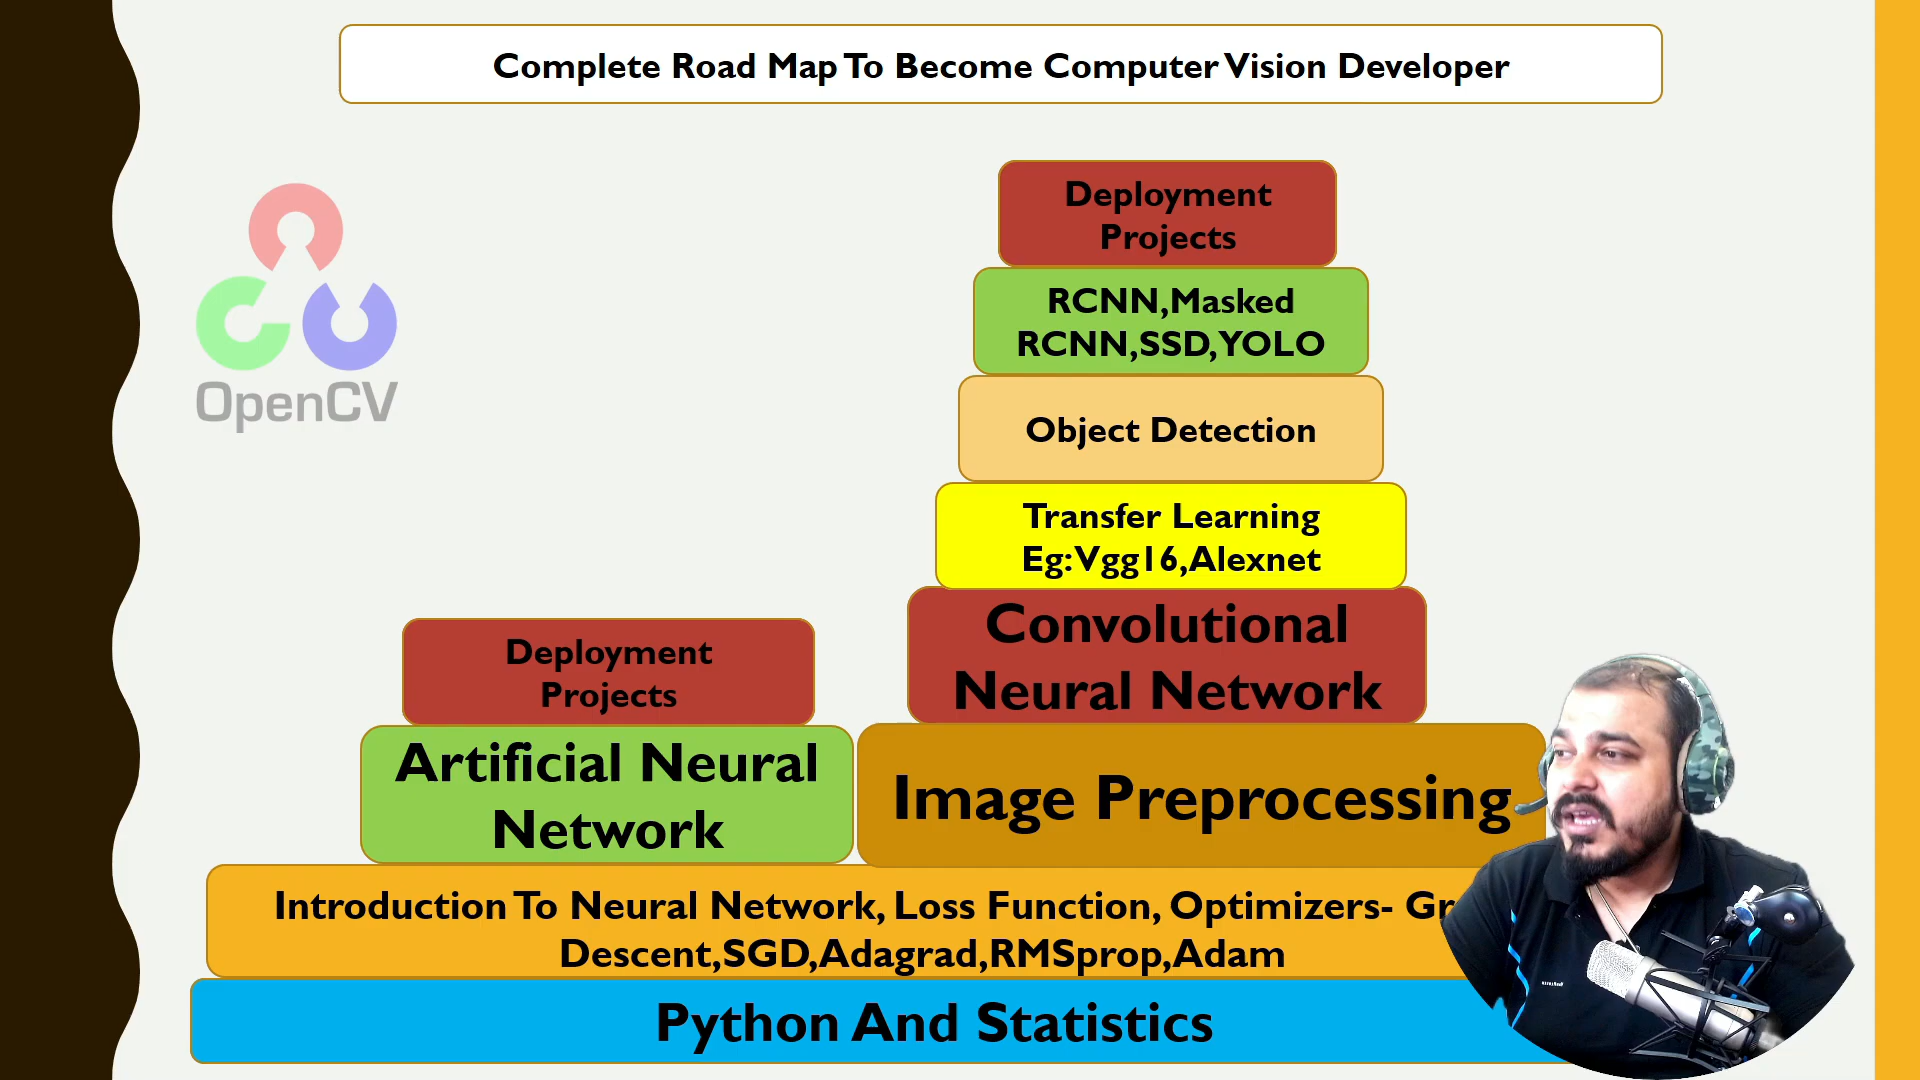 Complete Road Map To Become Computer Vision Developer
OpenCV
Deployment
Projects
RCNN,Masked
RCNN,SSD,YOLO
Object Detection
Transfer Learning
Eg:Vgg16,Alexnet
Convolutional
Neural Network
Deployment
Projects
Artificial Neural
Network
Image Preprocessing
Introduction To Neural Network, Loss Function, Optimizers-
Descent,SGD,Adagrad,RMSprop,Adam
Python And Statistics